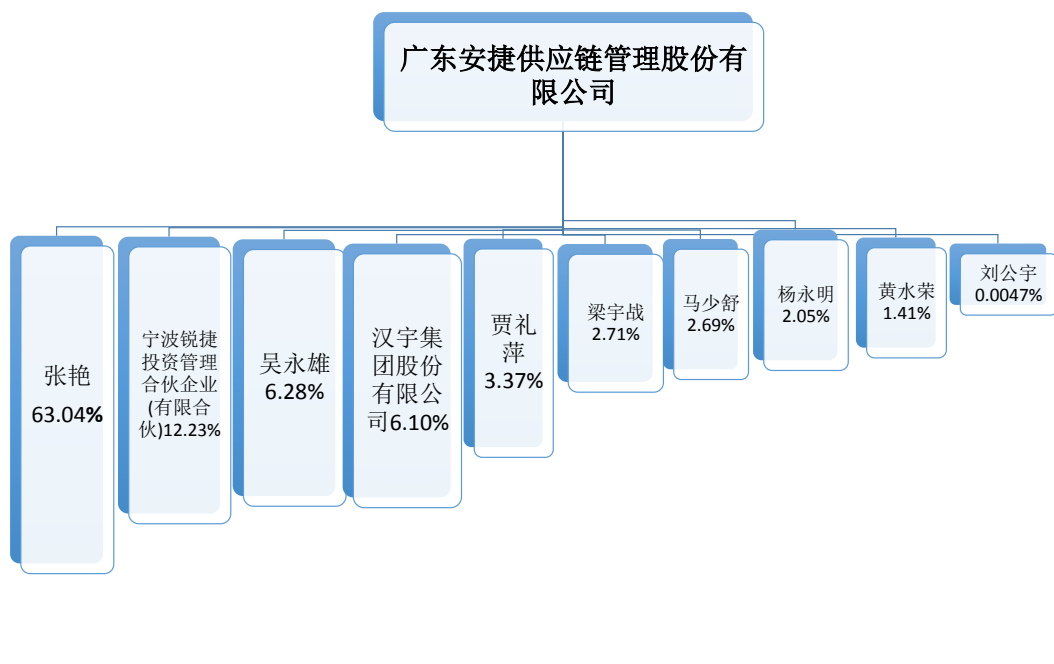 广东安捷供应链管理股份有
限公司
张艳
63.04%
宁波锐捷
投资管理
合伙企业
(有限合
伙)12.23%
吴永雄
6.28%
汉宇集
团股份
有限公
司6.10%
贾礼
萍
3.37%
梁宇战
2.71%
马少舒
2.69%
杨永明
2.05%
黄水荣
1.41%
刘公宇
0.0047%